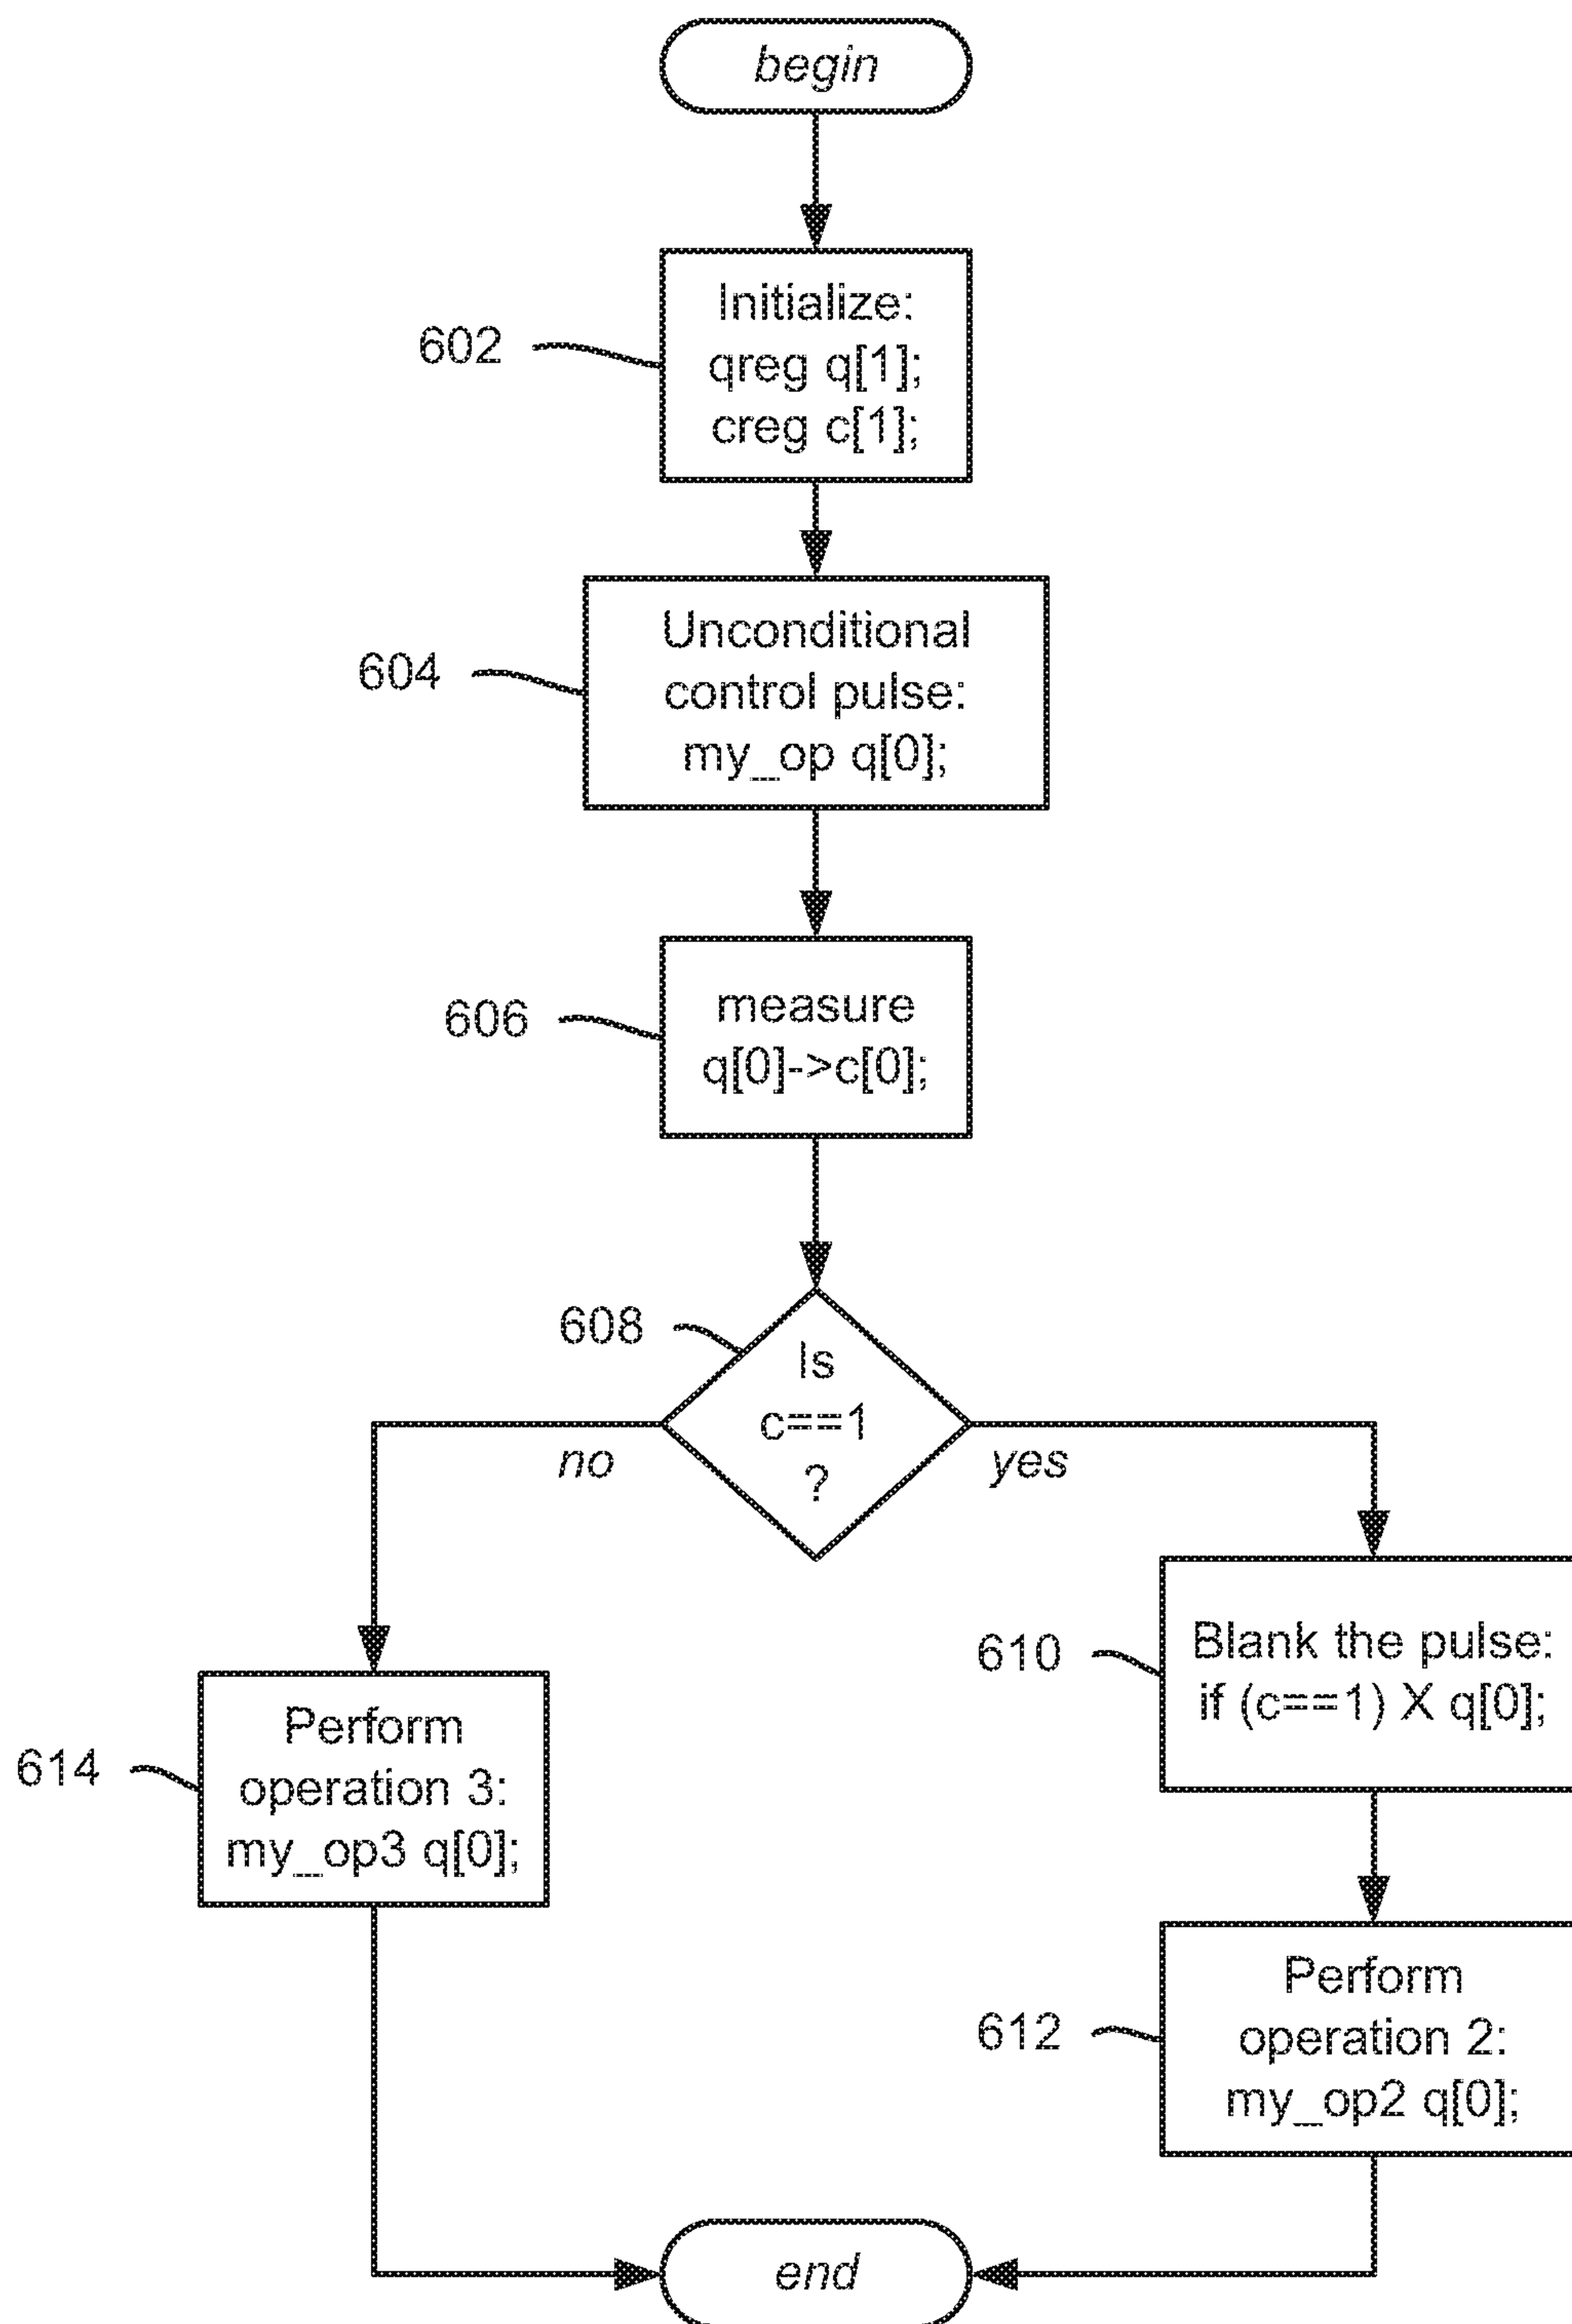 begin
602
Initialize:
qreg q[1];
creg c[1];
604
Unconditional
control pulse:
my_op q[0];
606
measure
q[0]->c[0];
608
Is
c==1
?
no
yes
610
Blank the pulse:
if (c==1) X q[0];
614
Perform
operation 3:
my_op3 q[0];
612
Perform
operation 2:
my_op2 q[0];
end